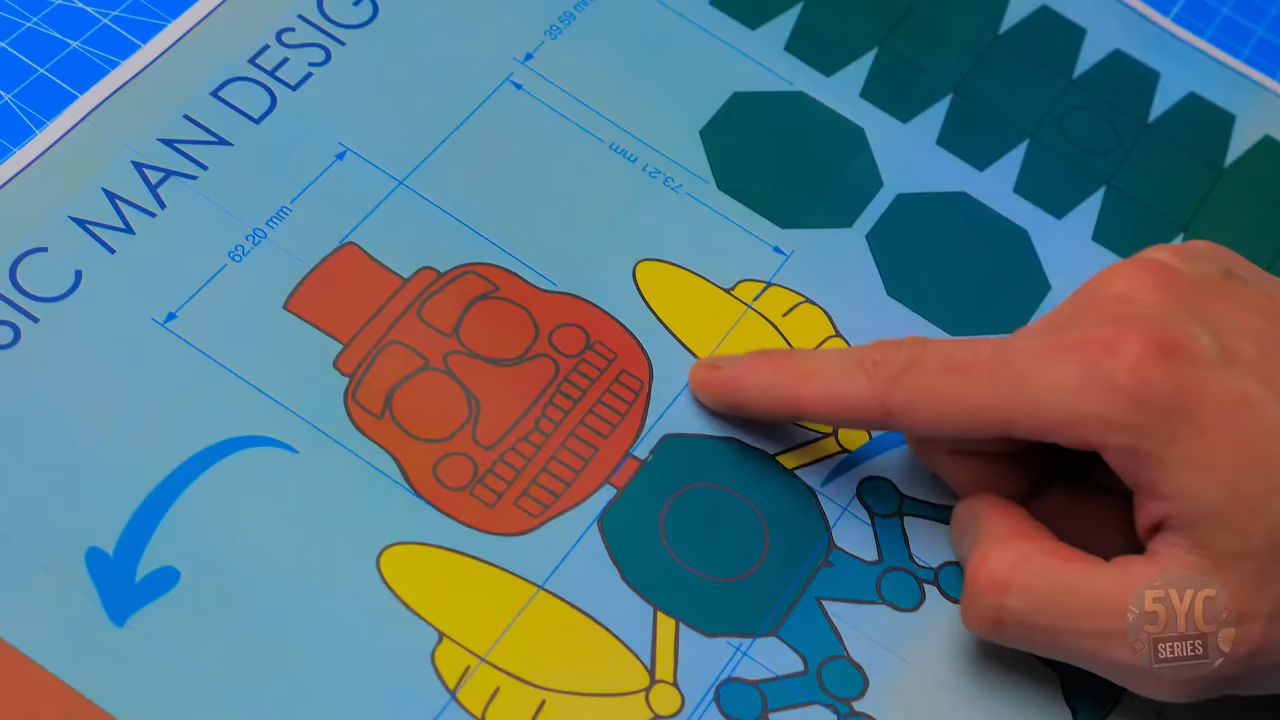 SIC MAN DESIG
39.59 mm
73.21 mm
62.20 mm
5YC
SERIES